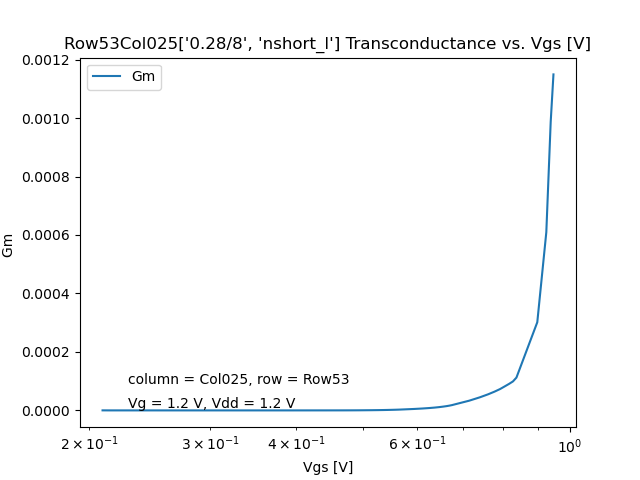 Row53Col025['0.28/8', 'nshort_l'] Transconductance vs. Vgs [V]
Gm
0.0012
0.0010
0.0008
0.0006
0.0004
0.0002
0.0000
Gm
column = Col025, row = Row53
Vg = 1.2 V, Vdd = 1.2 V
2 × 10⁻¹ 3 × 10⁻¹ 4 × 10⁻¹ 6 × 10⁻¹ 10⁰
Vgs [V]